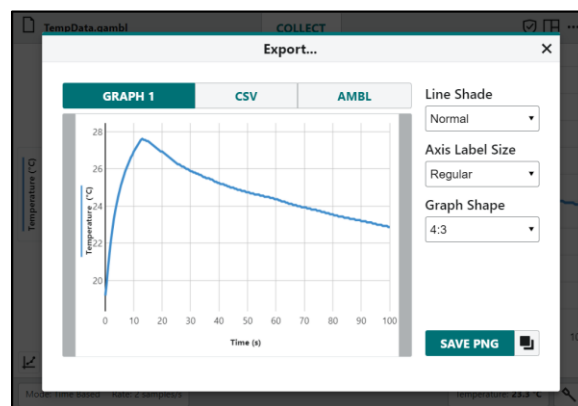 TempData.gambl
COLLECT
Export...
GRAPH 1
CSV
AMBL
Line Shade
Normal
Axis Label Size
Regular
Graph Shape
4:3
Temperature (°C)
28
26
24
22
20
Temperature (°C)
0 10 20 30 40 50 60 70 80 90 100
Time (s)
SAVE PNG
Mode: Time Based Rate: 2 samples/s
Temperature: 23.3 °C